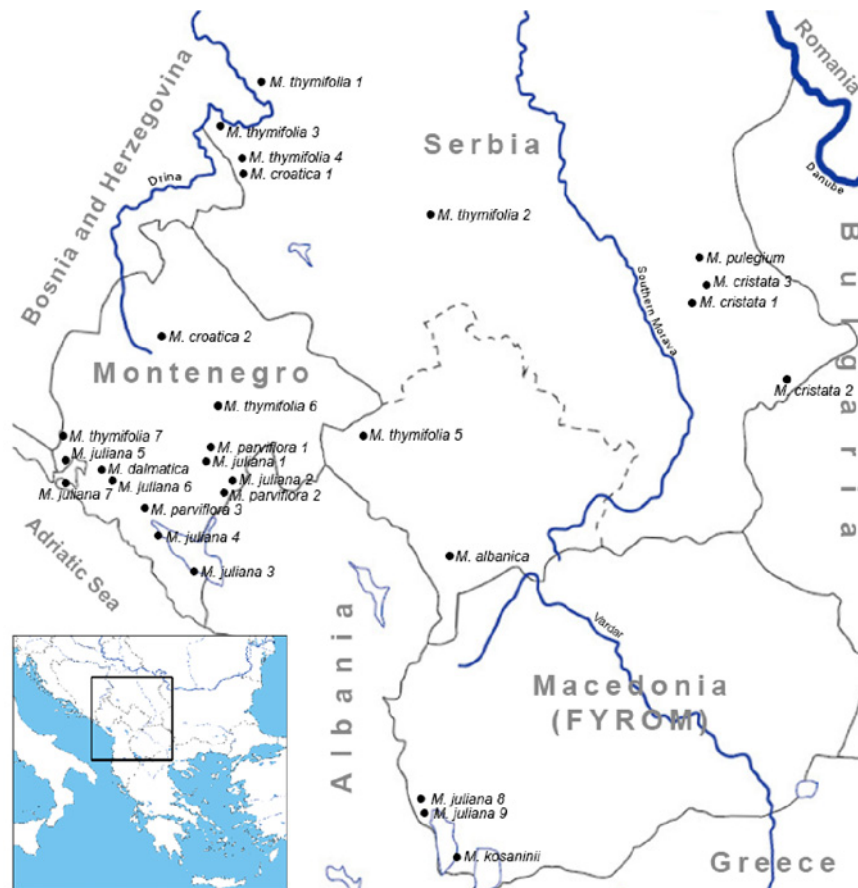 Romania
M. thymifolia 1
Bosnia and Herzegovina
M. thymifolia 3
Serbia
M. thymifolia 4
Drina
M. croatica 1
Danube
M. thymifolia 2
Bulgaria
M. pulegium
Southern Morava
M. cristata 3
M. cristata 1
M. croatica 2
Montenegro
M. cristata 2
M. thymifolia 6
M. thymifolia 7
M. thymifolia 5
M. parviflora 1
M. juliana 5
M. juliana 1
M. dalmatica
M. juliana 2
M. juliana 6
M. juliana 7
M. parviflora 2
M. parviflora 3
M. juliana 4
Adriatic Sea
M. albanica
M. juliana 3
Albania
Vardar
Macedonia
(FYROM)
M. juliana 8
M. juliana 9
M. kosaninii
Greece